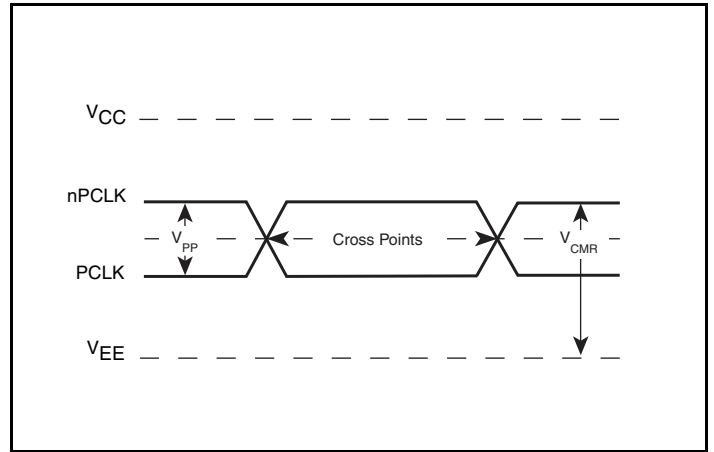 VCC
nPCLK
VPP
Cross Points
VCMR
PCLK
VEE